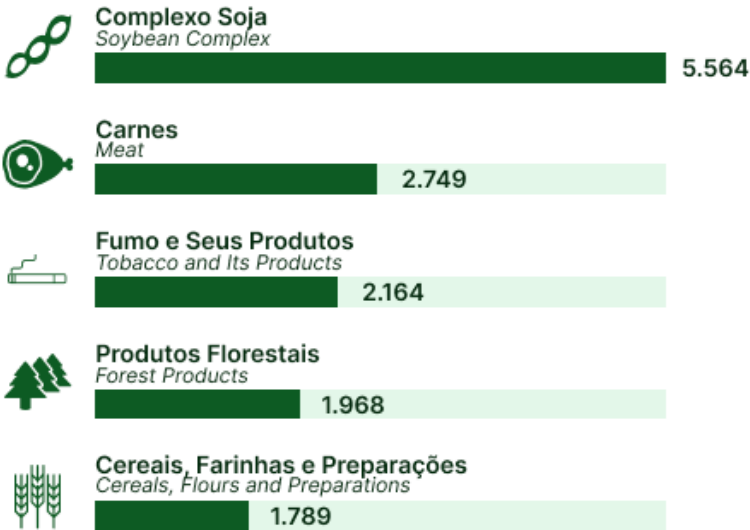 Complexo Soja
Soybean Complex
5.564
Carnes
Meat
2.749
Fumo e Seus Produtos
Tobacco and Its Products
2.164
Produtos Florestais
Forest Products
1.968
Cereais, Farinhas e Preparações
Cereals, Flours and Preparations
1.789